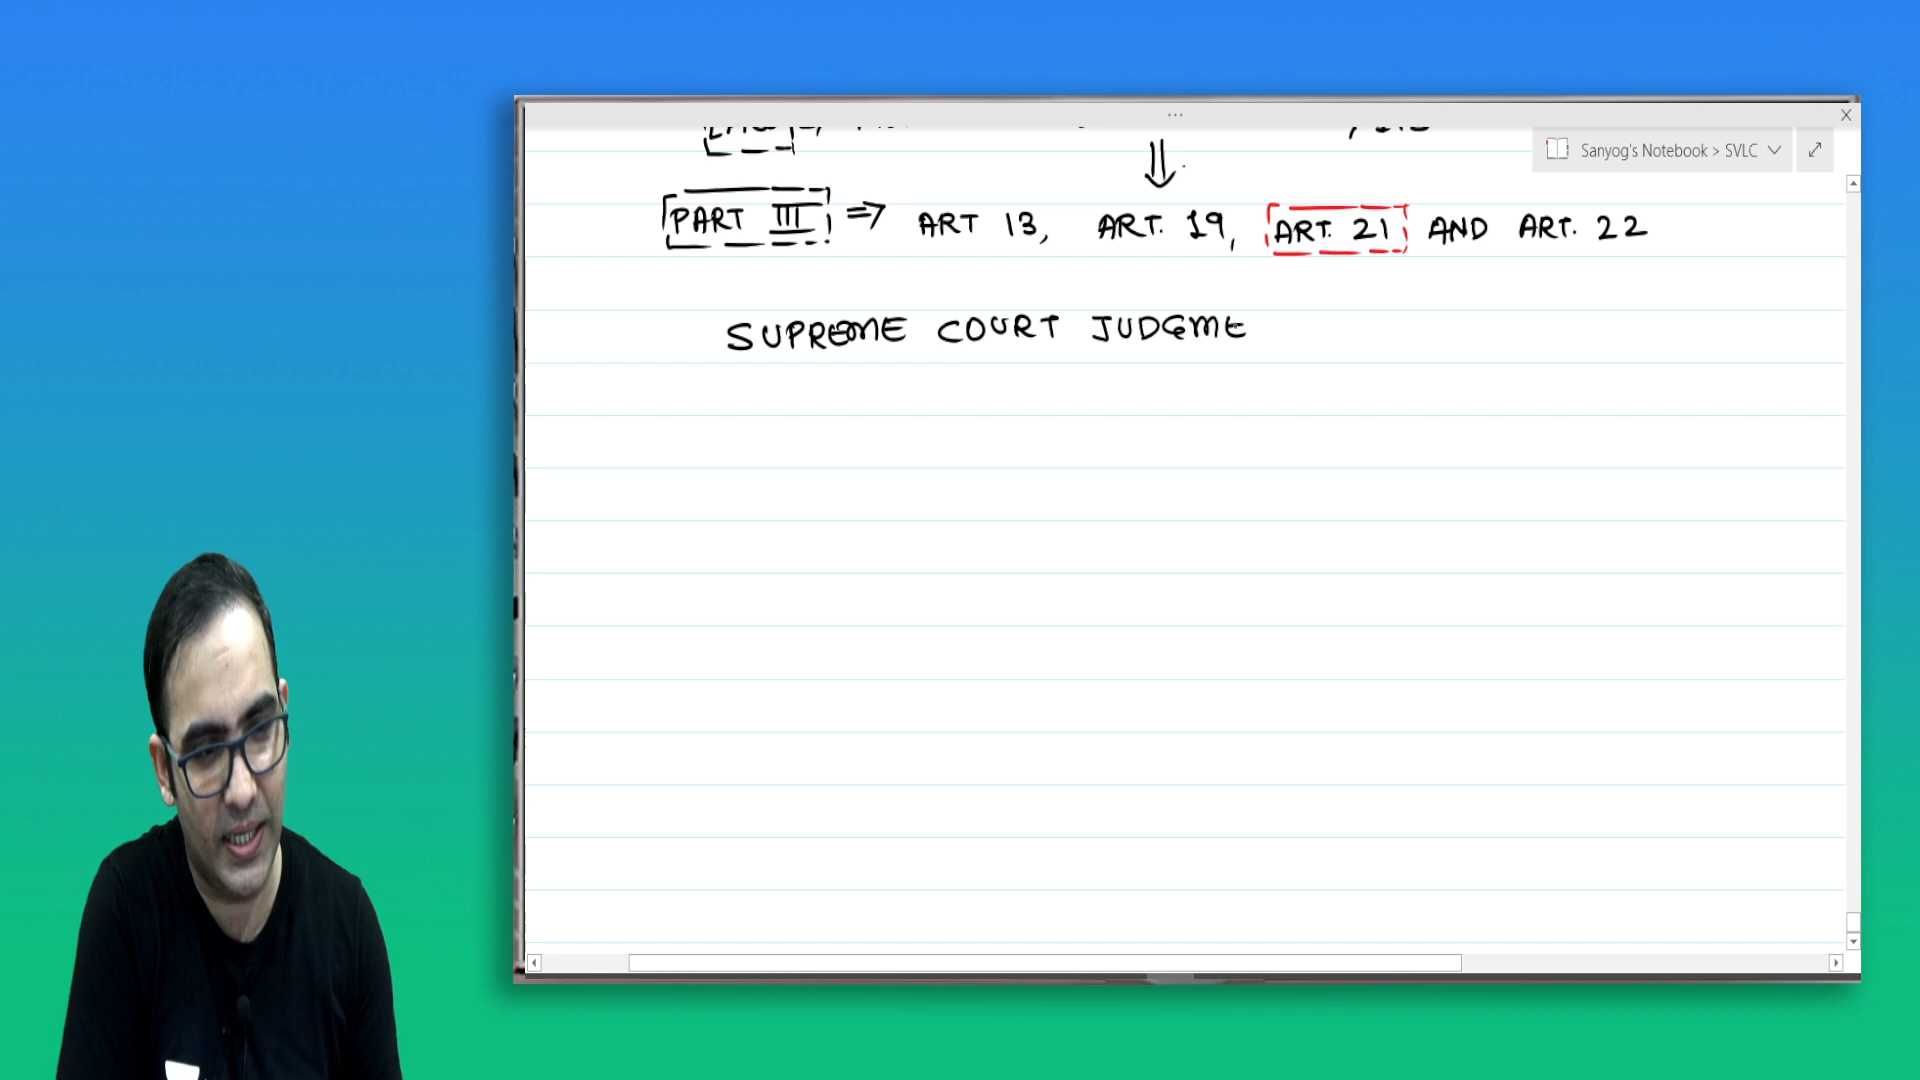 Sanyog's Notebook > SVLC
PART III ⇒ ART 13, ART. 19, ART. 21 AND ART. 22
SUPREME COURT JUDGME